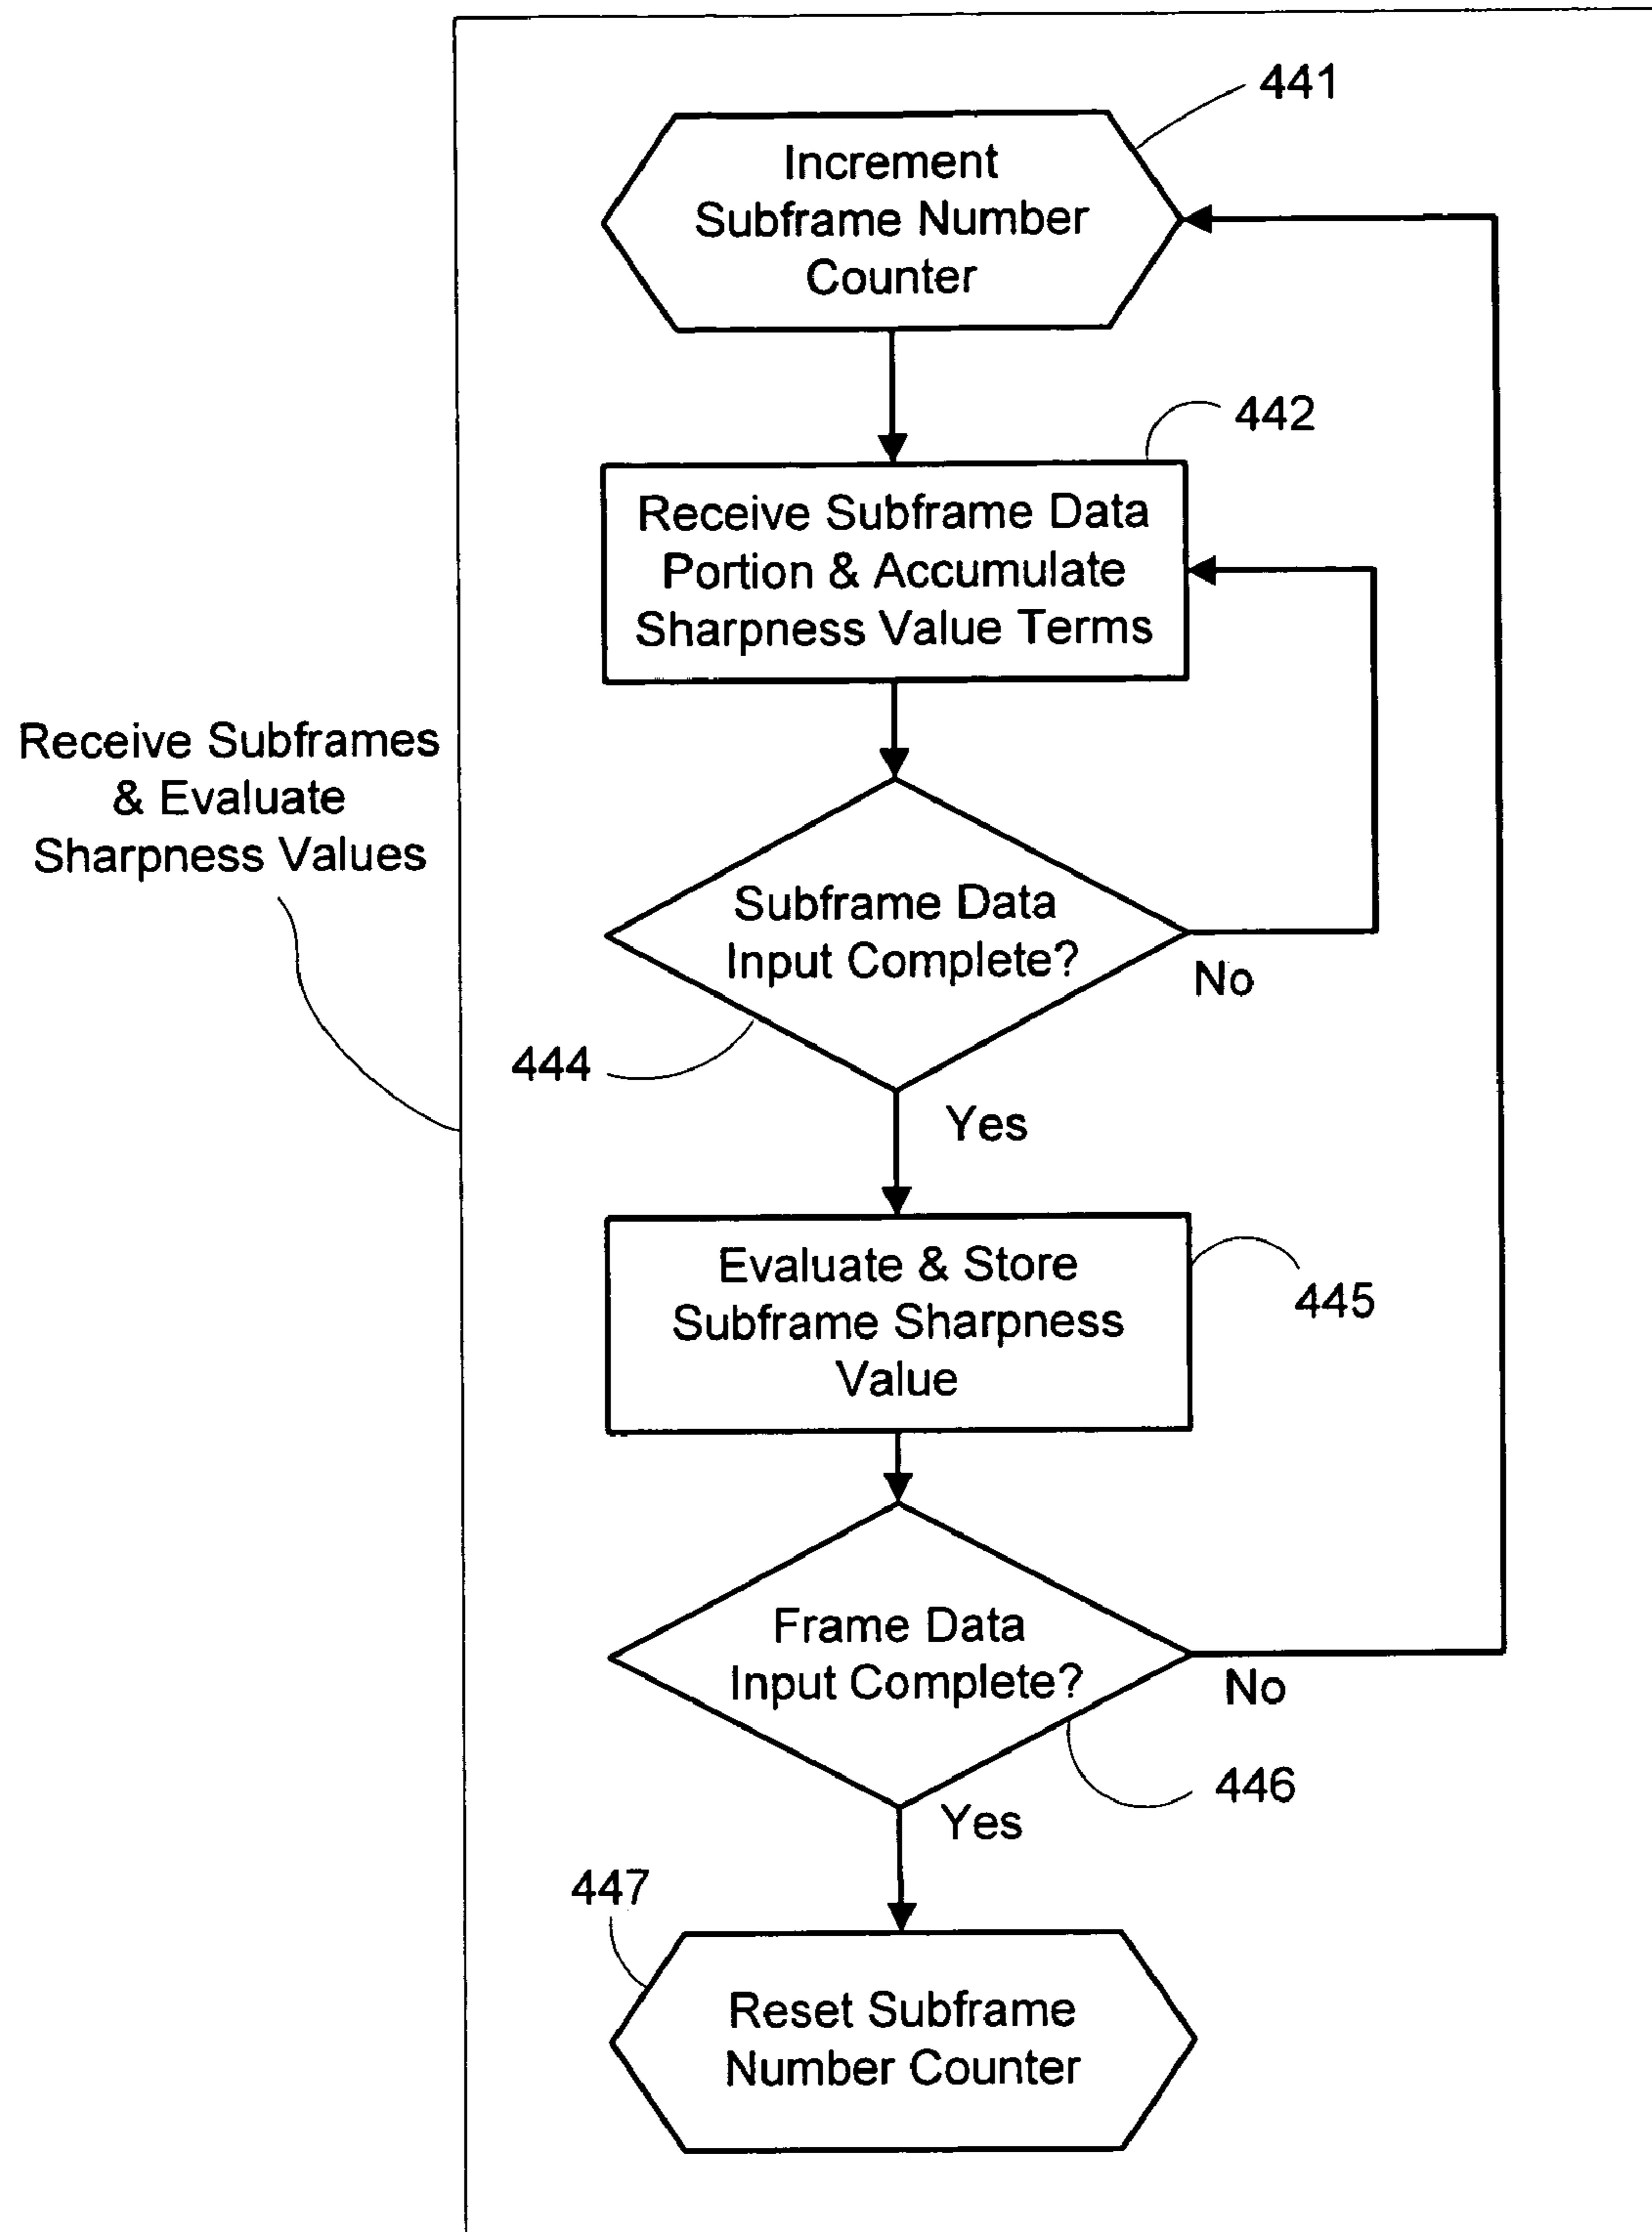 441
Increment
Subframe Number
Counter
442
Receive Subframe Data
Portion & Accumulate
Sharpness Value Terms
Receive Subframes
& Evaluate
Sharpness Values
Subframe Data
Input Complete?
No
444
Yes
Evaluate & Store
Subframe Sharpness
Value
445
Frame Data
Input Complete?
No
446
Yes
447
Reset Subframe
Number Counter